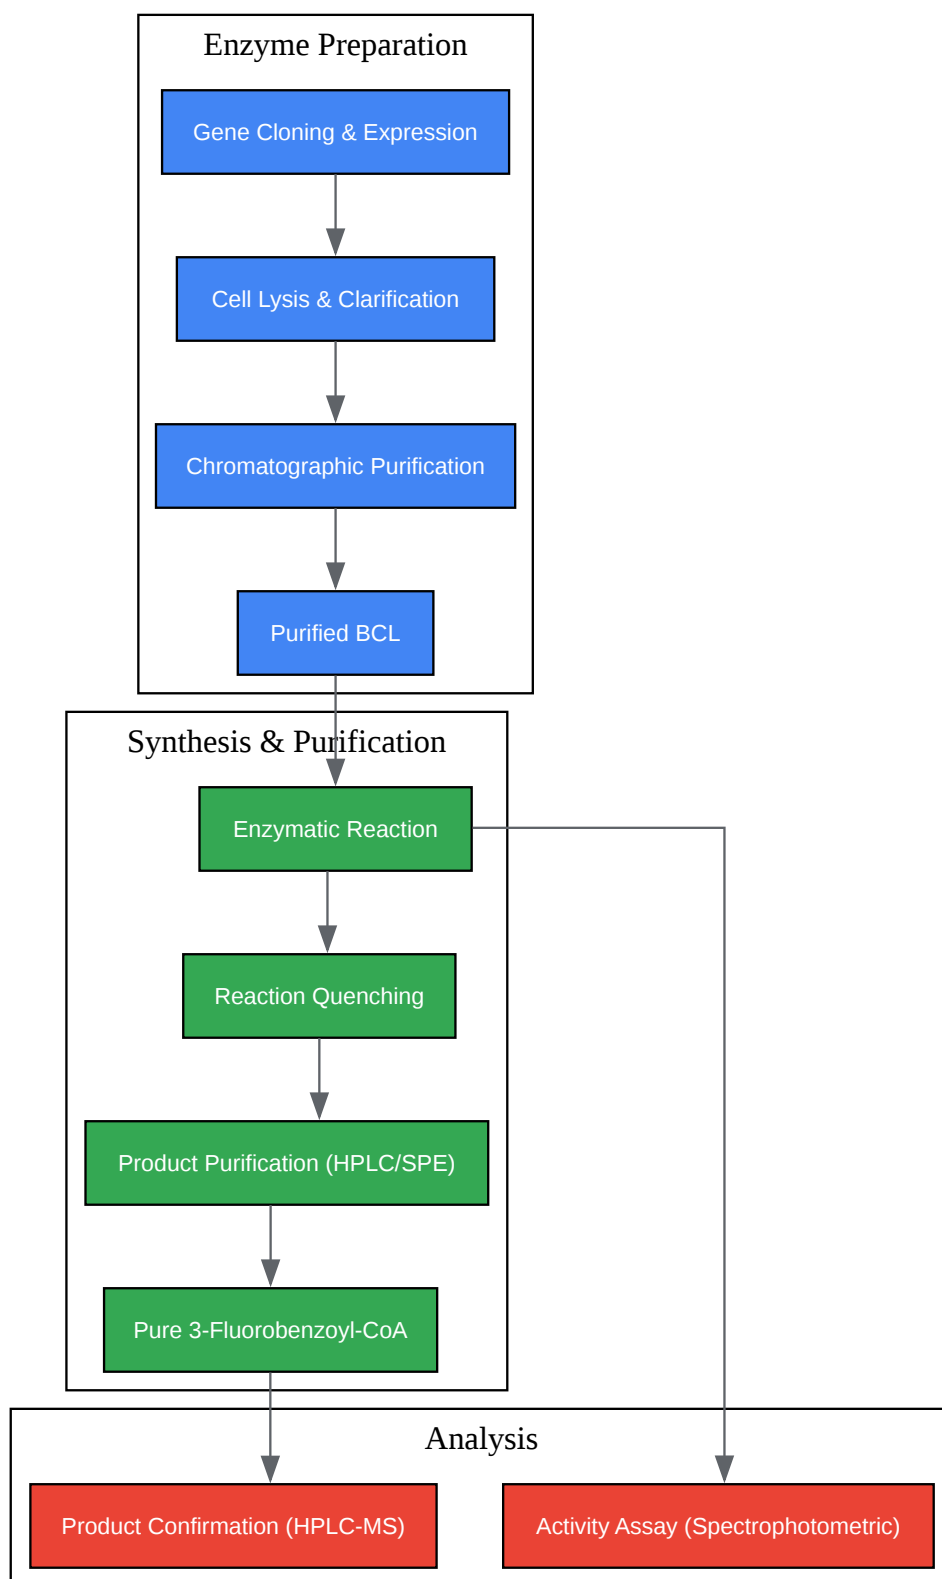 Enzyme Preparation
Gene Cloning & Expression
Cell Lysis & Clarification
Chromatographic Purification
Purified BCL
Synthesis & Purification
Enzymatic Reaction
Reaction Quenching
Product Purification (HPLC/SPE)
Pure 3-Fluorobenzoyl-CoA
Analysis
Product Confirmation (HPLC-MS)
Activity Assay (Spectrophotometric)